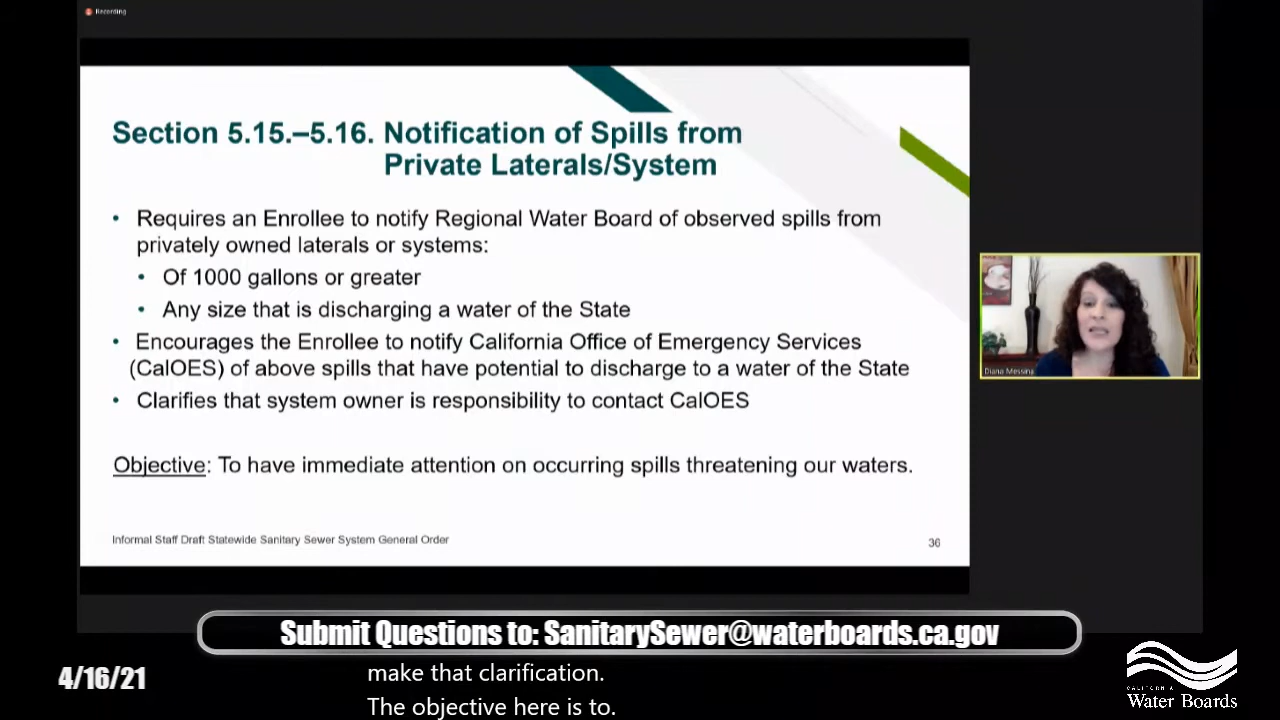 Recording
Section 5.15.–5.16. Notification of Spills from
Private Laterals/System
• Requires an Enrollee to notify Regional Water Board of observed spills from
privately owned laterals or systems:
• Of 1000 gallons or greater
• Any size that is discharging a water of the State
• Encourages the Enrollee to notify California Office of Emergency Services
(CalOES) of above spills that have potential to discharge to a water of the State
• Clarifies that system owner is responsibility to contact CalOES
Objective: To have immediate attention on occurring spills threatening our waters.
Informal Staff Draft Statewide Sanitary Sewer System General Order
36
Diana Messina
Submit Questions to: SanitarySewer@waterboards.ca.gov
4/16/21
make that clarification.
The objective here is to.
CALIFORNIA
Water Boards